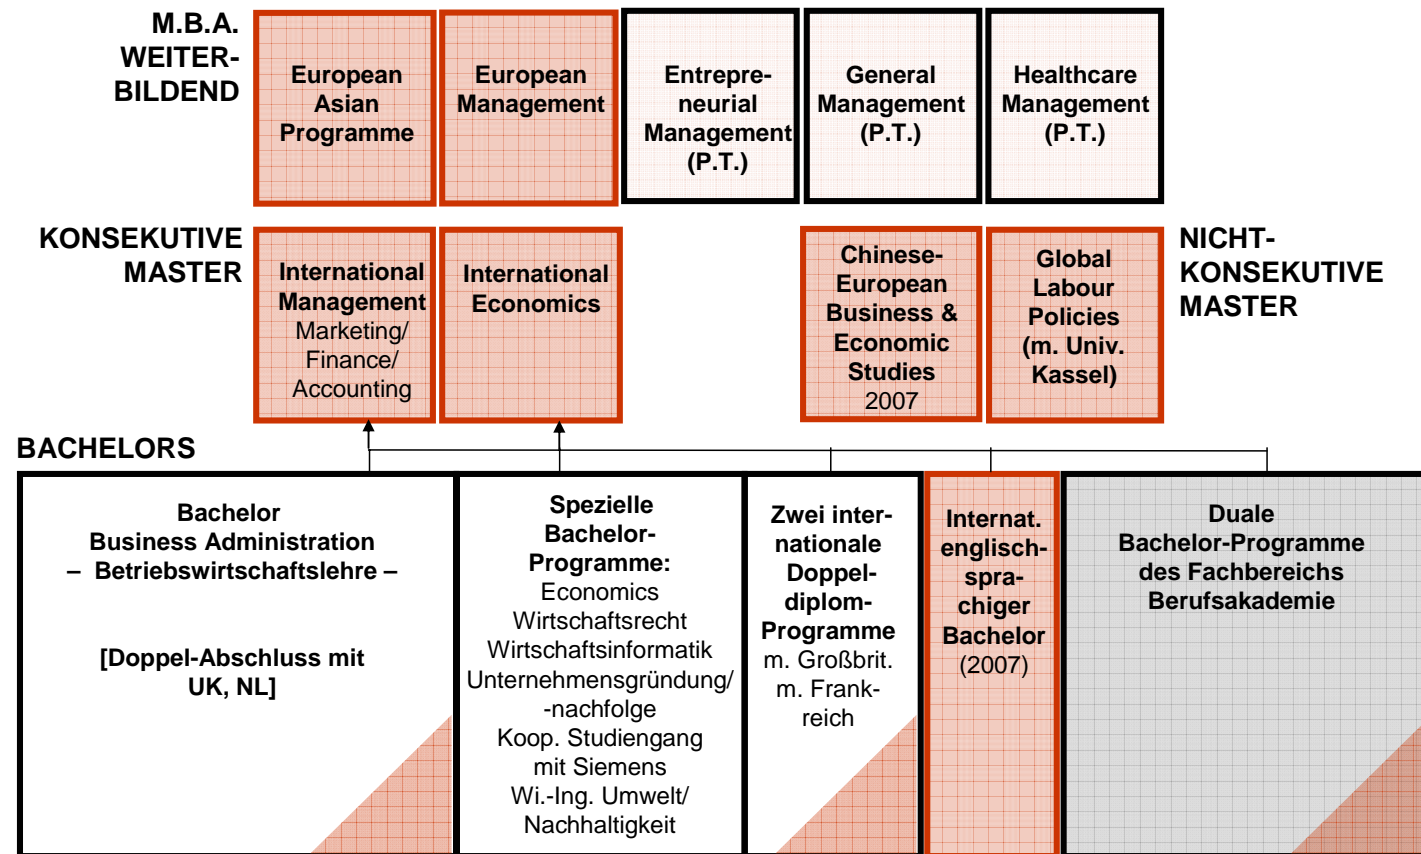 M.B.A.
WEITER-
BILDEND
European
Asian
Programme
European
Management
Entrepre-
neurial
Management
(P.T.)
General
Management
(P.T.)
Healthcare
Management
(P.T.)
KONSEKUTIVE
MASTER
International
Management
Marketing/
Finance/
Accounting
International
Economics
Chinese-
European
Business &
Economic
Studies
2007
Global
Labour
Policies
(m. Univ.
Kassel)
NICHT-
KONSEKUTIVE
MASTER
BACHELORS
Bachelor
Business Administration
– Betriebswirtschaftslehre –
[Doppel-Abschluss mit
UK, NL]
Spezielle
Bachelor-
Programme:
Economics
Wirtschaftsrecht
Wirtschaftsinformatik
Unternehmensgründung/
-nachfolge
Koop. Studiengang
mit Siemens
Wi.-Ing. Umwelt/
Nachhaltigkeit
Zwei inter-
nationale
Doppel-
diplom-
Programme
m. Großbrit.
m. Frank-
reich
Internat.
englisch-
spra-
chiger
Bachelor
(2007)
Duale
Bachelor-Programme
des Fachbereichs
Berufsakademie